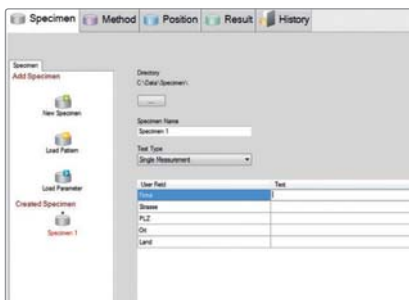 Specimen Method Position Result History
Specimen
Add Specimen
New Specimen
Load Pattern
Load Parameter
Created Specimen
Specimen 1
Directory
C:\Data\Specimen\
...
Specimen Name
Specimen 1
Test Type
Single Measurement
User Field Text
Firma
Strasse
PLZ
Ort
Land